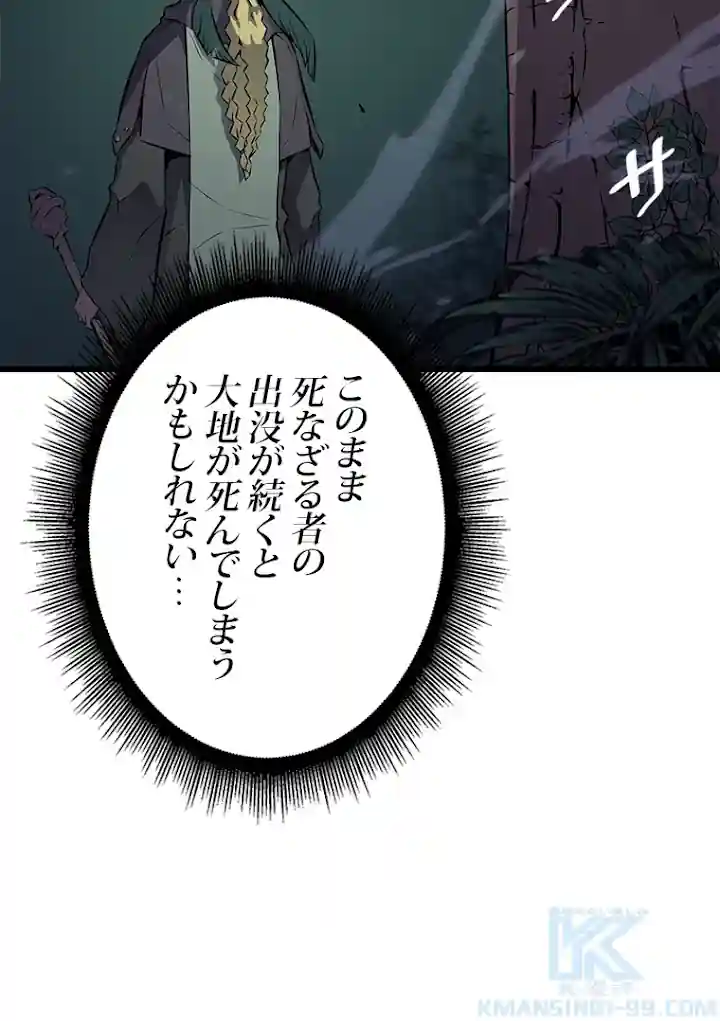 サ
サ
このまま
死なざる者の
出没が続くと
大地が死んでしまう
かもしれない…
KMANSIN01-99.COM